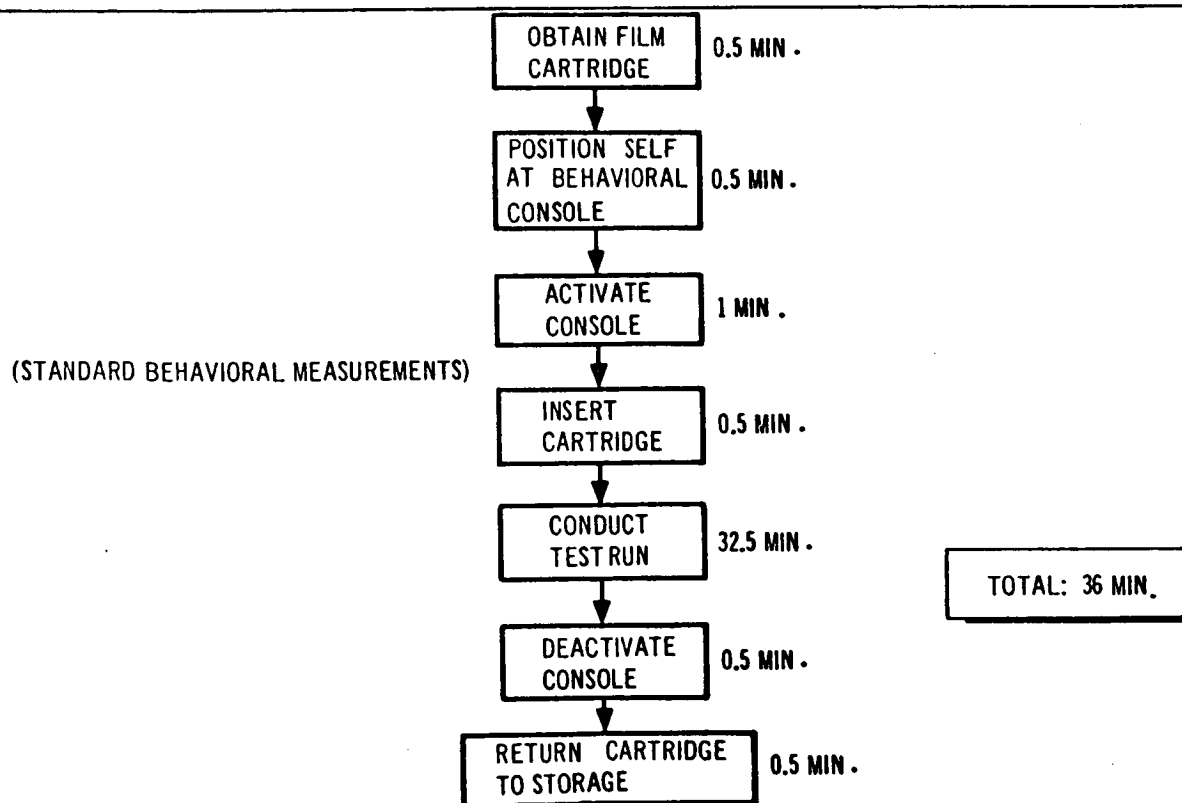 OBTAIN FILM
CARTRIDGE
0.5 MIN.
POSITION SELF
AT BEHAVIORAL
CONSOLE
0.5 MIN.
ACTIVATE
CONSOLE
1 MIN.
(STANDARD BEHAVIORAL MEASUREMENTS)
INSERT
CARTRIDGE
0.5 MIN.
CONDUCT
TEST RUN
32.5 MIN.
TOTAL: 36 MIN.
DEACTIVATE
CONSOLE
0.5 MIN.
RETURN CARTRIDGE
TO STORAGE
0.5 MIN.